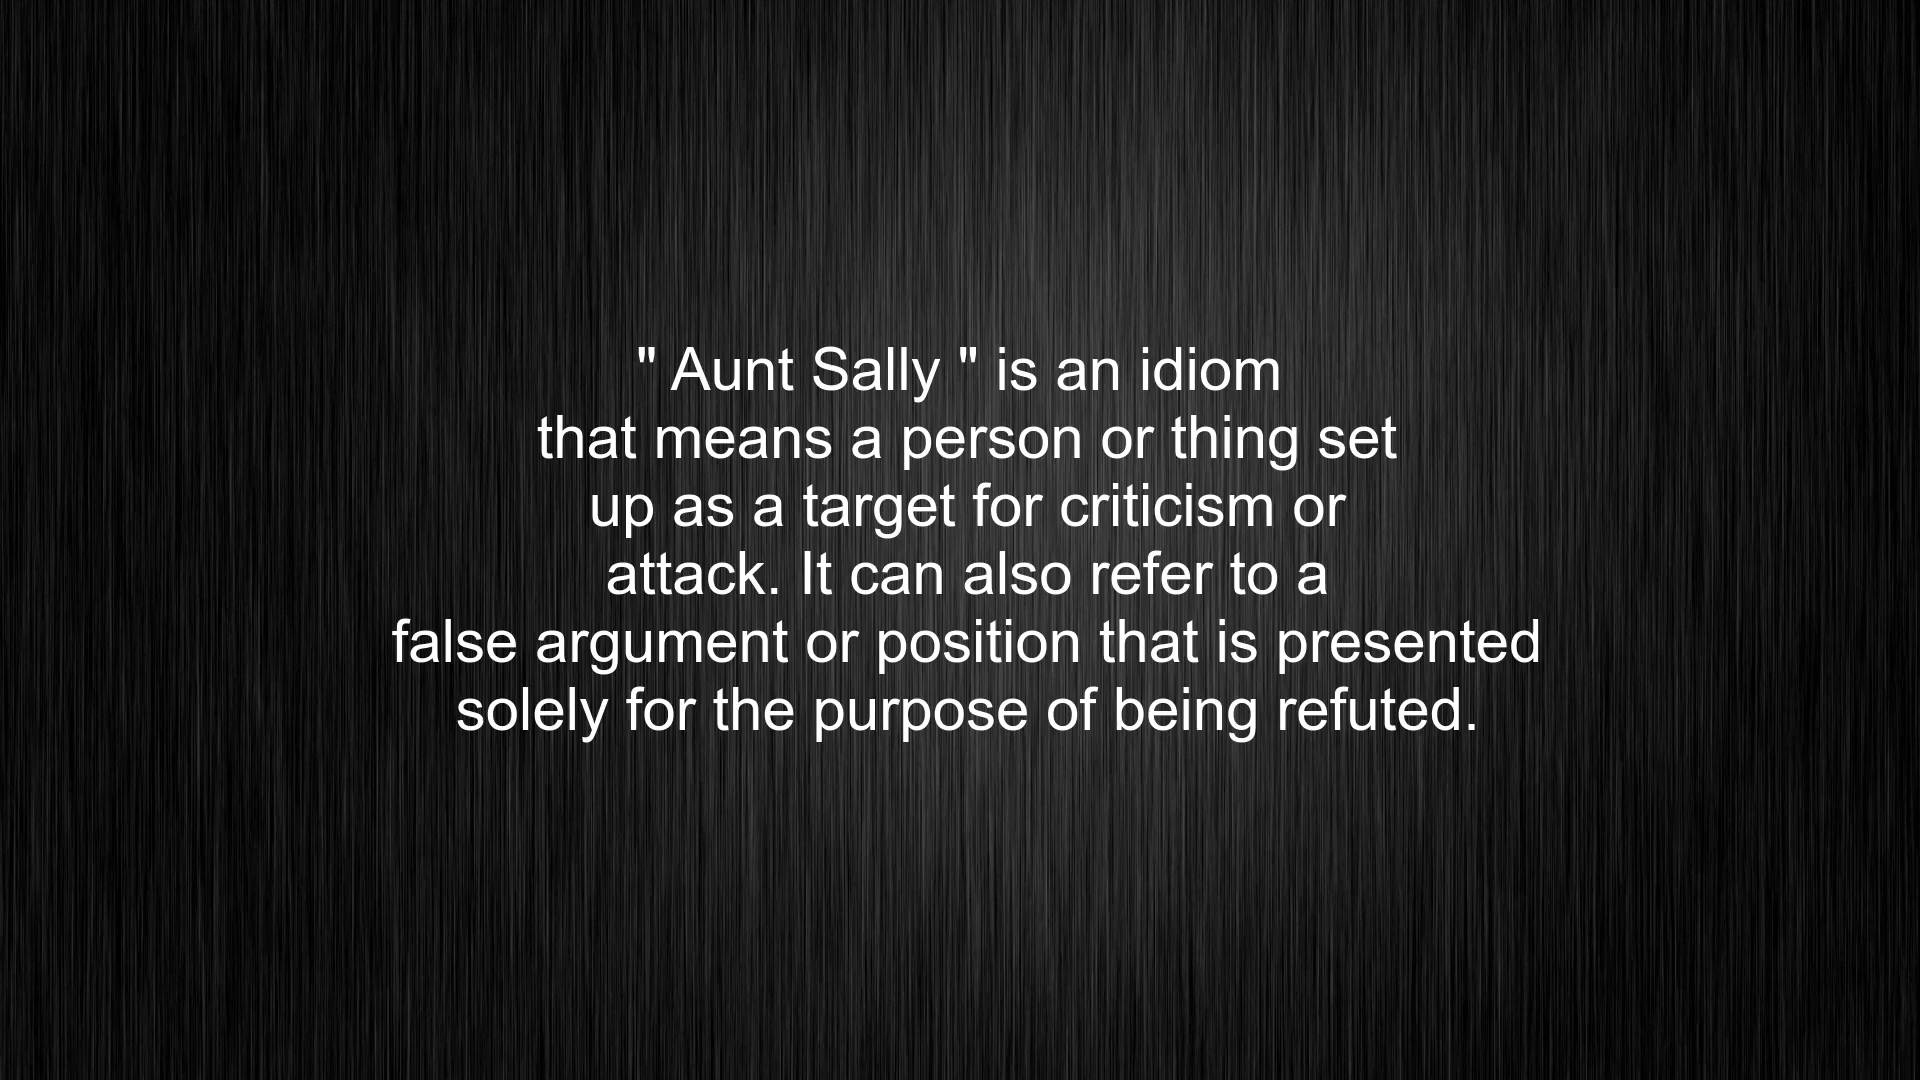 " Aunt Sally " is an idiom
that means a person or thing set
up as a target for criticism or
attack. It can also refer to a
false argument or position that is presented
solely for the purpose of being refuted.